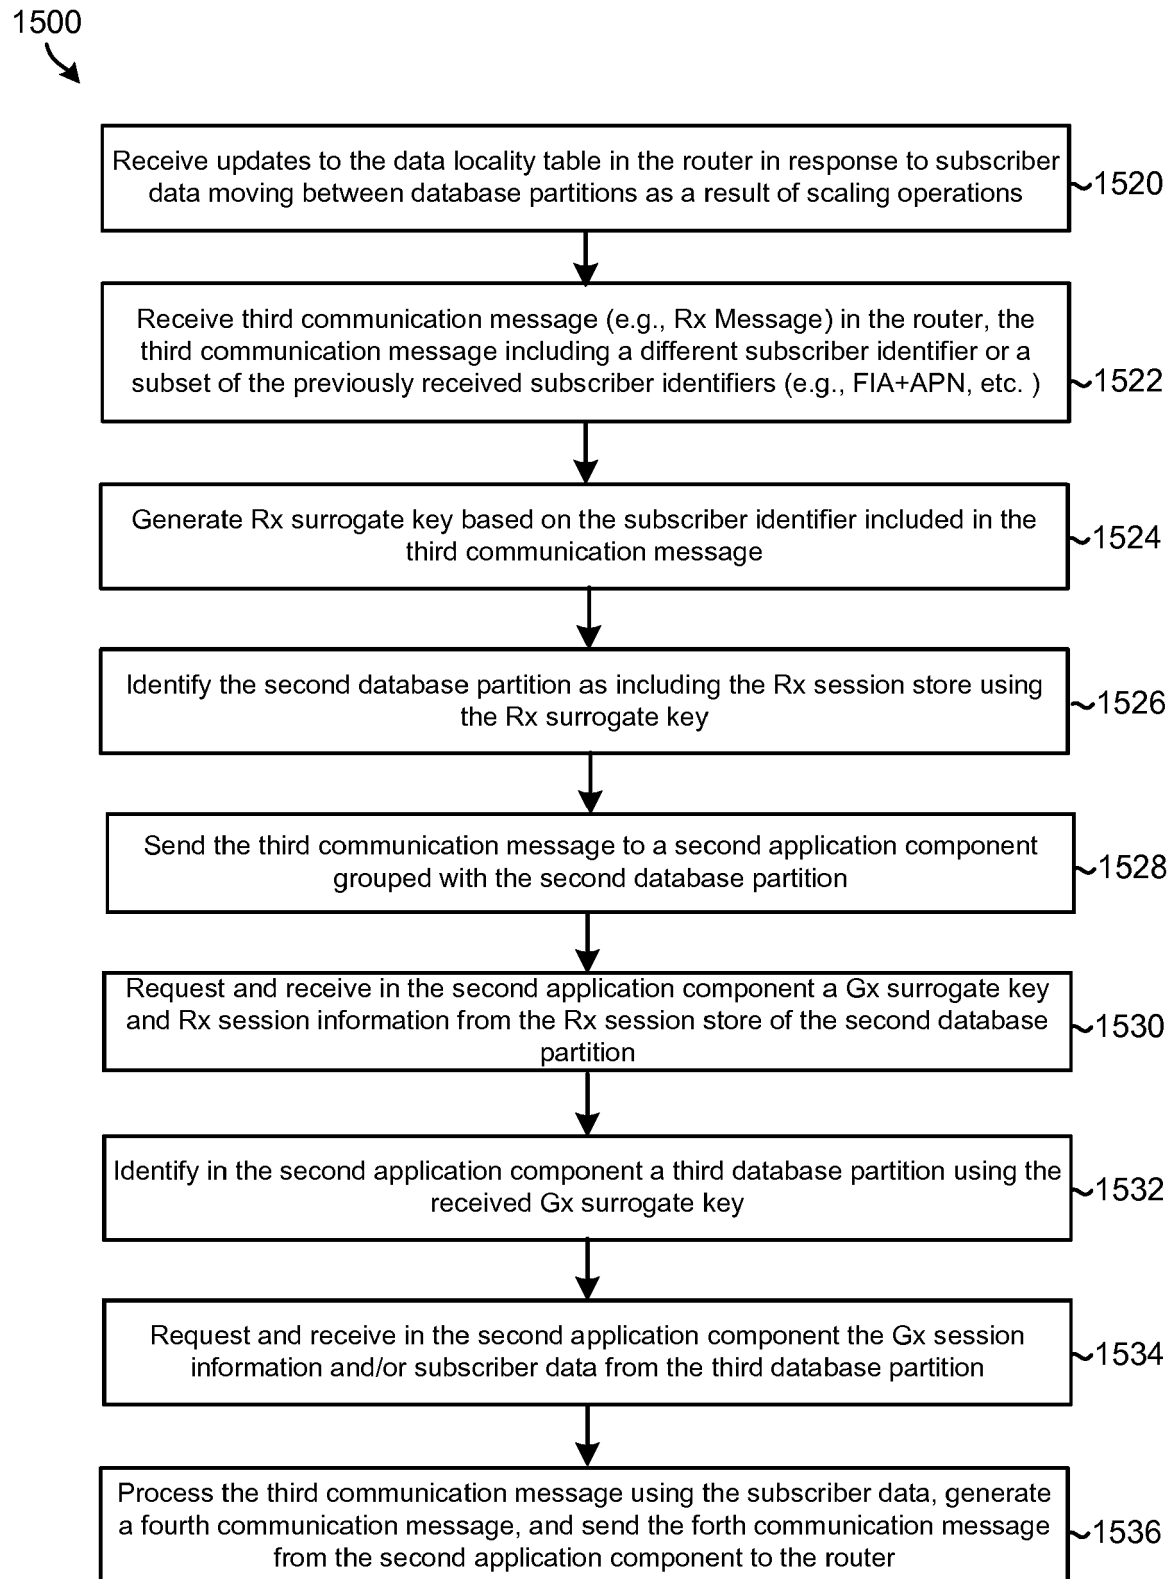 1500
Receive updates to the data locality table in the router in response to subscriber
data moving between database partitions as a result of scaling operations
1520
Receive third communication message (e.g., Rx Message) in the router, the
third communication message including a different subscriber identifier or a
subset of the previously received subscriber identifiers (e.g., FIA+APN, etc. )
1522
Generate Rx surrogate key based on the subscriber identifier included in the
third communication message
1524
Identify the second database partition as including the Rx session store using
the Rx surrogate key
1526
Send the third communication message to a second application component
grouped with the second database partition
1528
Request and receive in the second application component a Gx surrogate key
and Rx session information from the Rx session store of the second database
partition
1530
Identify in the second application component a third database partition using the
received Gx surrogate key
1532
Request and receive in the second application component the Gx session
information and/or subscriber data from the third database partition
1534
Process the third communication message using the subscriber data, generate
a fourth communication message, and send the forth communication message
from the second application component to the router
1536